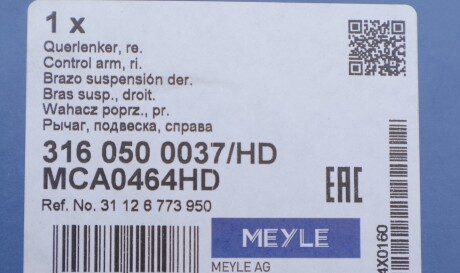 1 x
Querlenker, re.
Control arm, ri.
Brazo suspensión der.
Bras susp., droit.
Wahacz poprz., pr.
Рычаг, подвеска, справа
316 050 0037/HD
MCA0464HD
EAC
Ref. No. 31 12 6 773 950
MEYLE
MEYLE AG
4X0160